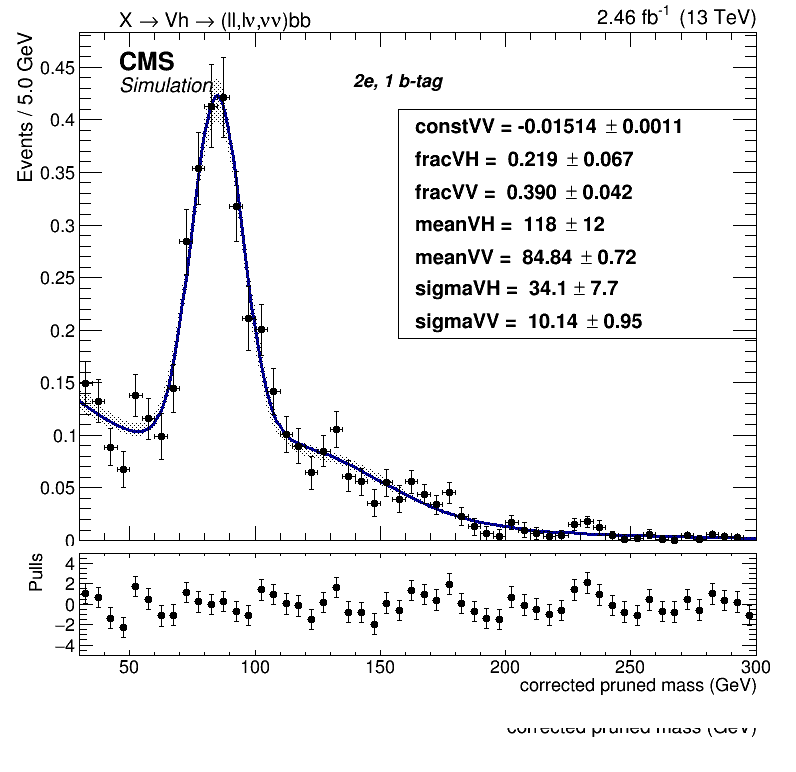 X → Vh → (ll,lν,νν)bb
2.46 fb-1 (13 TeV)
CMS
Simulation
2e, 1 b-tag
constVV = -0.01514 ± 0.0011
fracVH = 0.219 ± 0.067
fracVV = 0.390 ± 0.042
meanVH = 118 ± 12
meanVV = 84.84 ± 0.72
sigmaVH = 34.1 ± 7.7
sigmaVV = 10.14 ± 0.95
Events / 5.0 GeV
0.45
0.4
0.35
0.3
0.25
0.2
0.15
0.1
0.05
0
Pulls
4
2
0
−2
−4
50 100 150 200 250 300
corrected pruned mass (GeV)
corrected pruned mass (GeV)